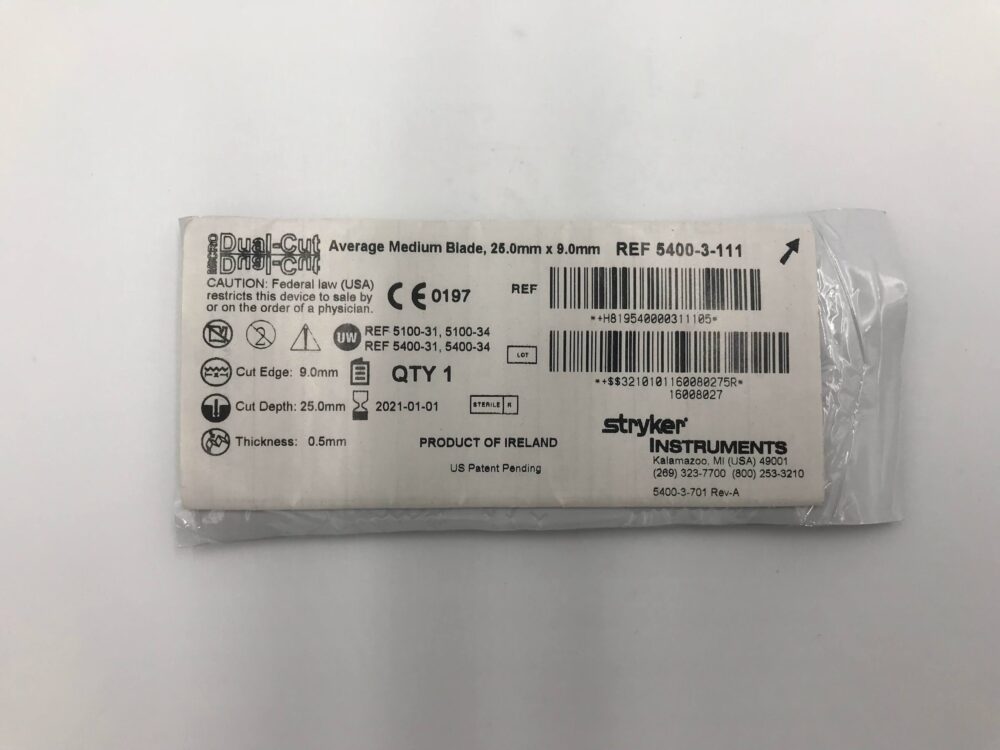 MICRO Dual-Cut
Average Medium Blade, 25.0mm x 9.0mm REF 5400-3-111
CAUTION: Federal law (USA)
restricts this device to sale by
or on the order of a physician.
CE 0197
REF
*+H819540000311105*
2
UW
REF 5100-31, 5100-34
REF 5400-31, 5400-34
LOT
*+$$3210101160080275R*
16008027
Cut Edge: 9.0mm
QTY 1
Cut Depth: 25.0mm
2021-01-01
STERILE R
Thickness: 0.5mm
PRODUCT OF IRELAND
US Patent Pending
stryker
INSTRUMENTS
Kalamazoo, MI (USA) 49001
(269) 323-7700 (800) 253-3210
5400-3-701 Rev-A